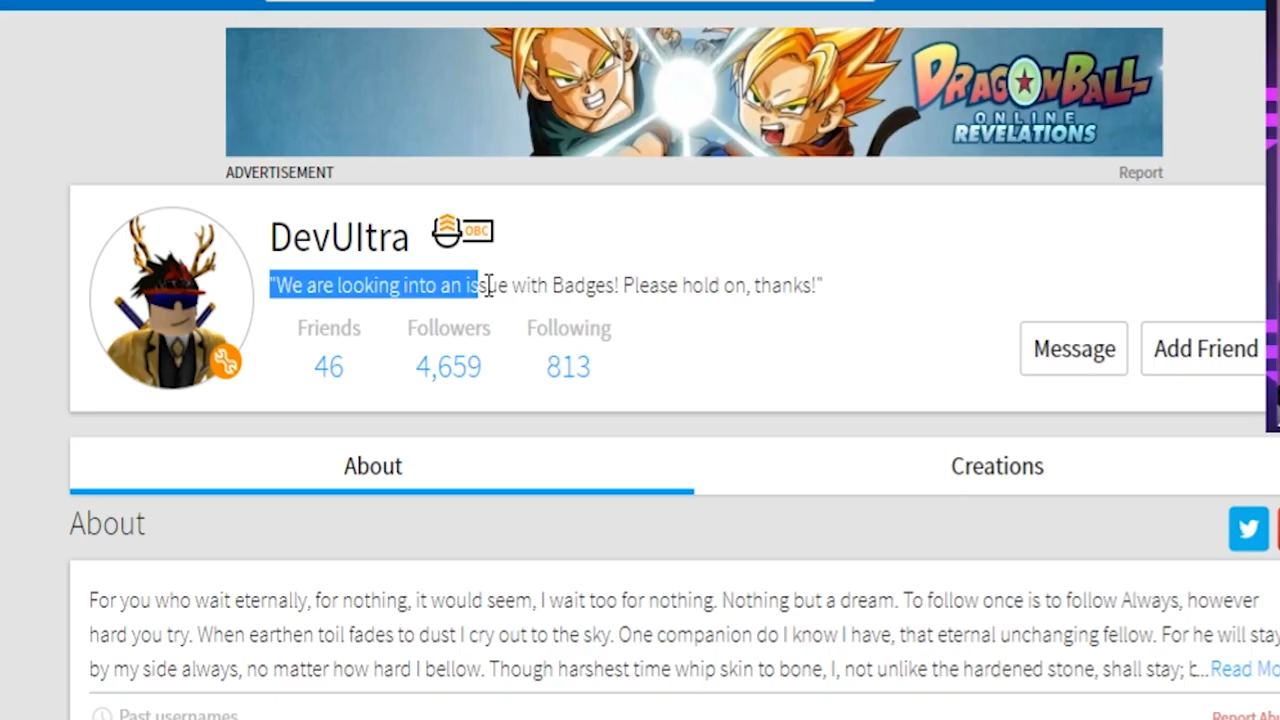 DRAGONBALL
ONLINE
REVELATIONS
ADVERTISEMENT
Report
DevUltra
OBC
"We are looking into an issue with Badges! Please hold on, thanks!"
Friends
Followers
Following
46
4,659
813
Message
Add Friend
About
Creations
About
For you who wait eternally, for nothing, it would seem, I wait too for nothing. Nothing but a dream. To follow once is to follow Always, however
hard you try. When earthen toil fades to dust I cry out to the sky. One companion do I know I have, that eternal unchanging fellow. For he will stay
by my side always, no matter how hard I bellow. Though harshest time whip skin to bone, I, not unlike the hardened stone, shall stay; b...Read Mo
Past usernames
Report Abu